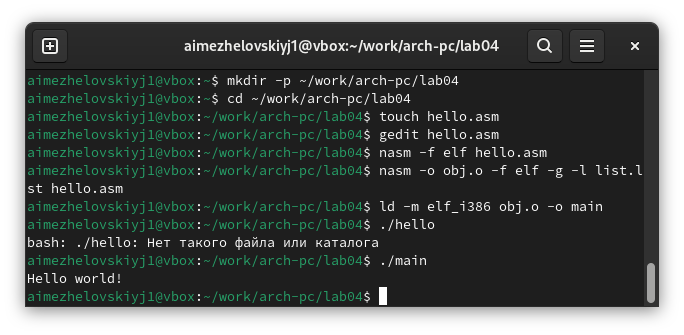 aimezhelovskiyj1@vbox:~/work/arch-pc/lab04
aimezhelovskiyj1@vbox:~$ mkdir -p ~/work/arch-pc/lab04
aimezhelovskiyj1@vbox:~$ cd ~/work/arch-pc/lab04
aimezhelovskiyj1@vbox:~/work/arch-pc/lab04$ touch hello.asm
aimezhelovskiyj1@vbox:~/work/arch-pc/lab04$ gedit hello.asm
aimezhelovskiyj1@vbox:~/work/arch-pc/lab04$ nasm -f elf hello.asm
aimezhelovskiyj1@vbox:~/work/arch-pc/lab04$ nasm -o obj.o -f elf -g -l list.l
st hello.asm
aimezhelovskiyj1@vbox:~/work/arch-pc/lab04$ ld -m elf_i386 obj.o -o main
aimezhelovskiyj1@vbox:~/work/arch-pc/lab04$ ./hello
bash: ./hello: Нет такого файла или каталога
aimezhelovskiyj1@vbox:~/work/arch-pc/lab04$ ./main
Hello world!
aimezhelovskiyj1@vbox:~/work/arch-pc/lab04$